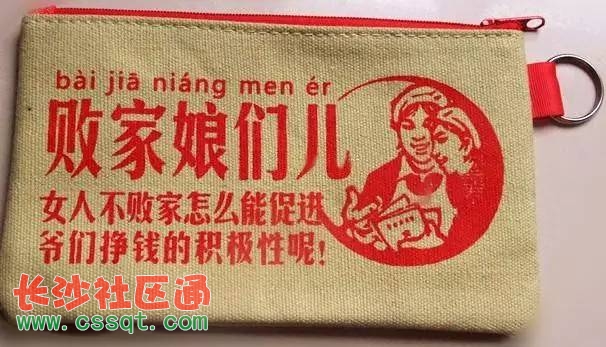 bài jiā niáng men ér
败家娘们儿
女人不败家怎么能促进
爷们挣钱的积极性呢!
长沙社区通
www.cssqt.com